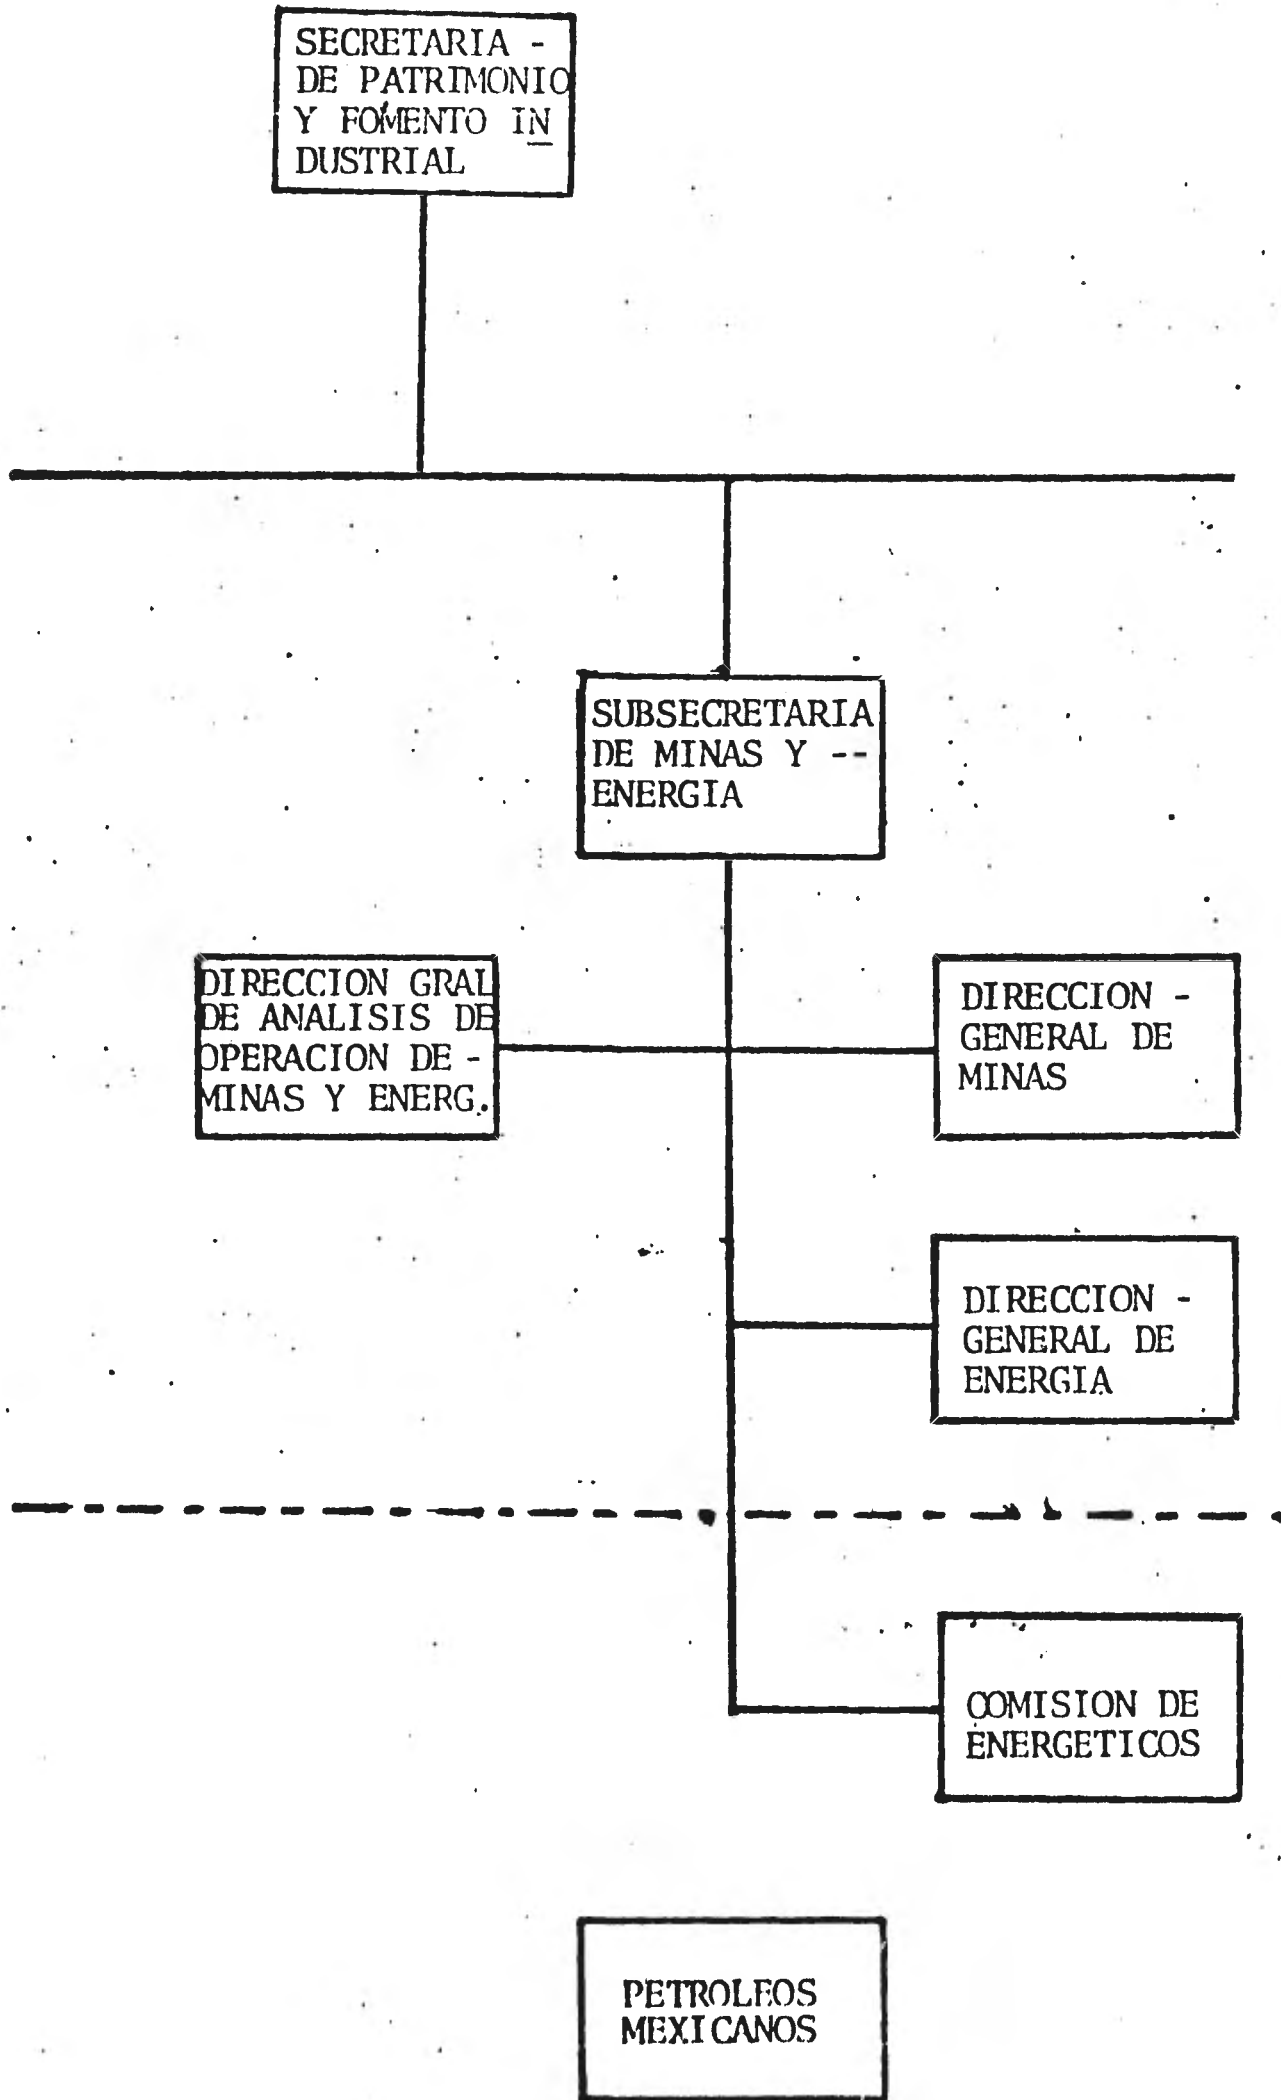 SECRETARIA -
DE PATRIMONIO
Y FOMENTO IN
DUSTRIAL
SUBSECRETARIA
DE MINAS Y --
ENERGIA
DIRECCION GRAL
DE ANALISIS DE
OPERACION DE -
MINAS Y ENERG.
DIRECCION -
GENERAL DE
MINAS
DIRECCION -
GENERAL DE
ENERGIA
COMISION DE
ENERGETICOS
PETROLEOS
MEXICANOS